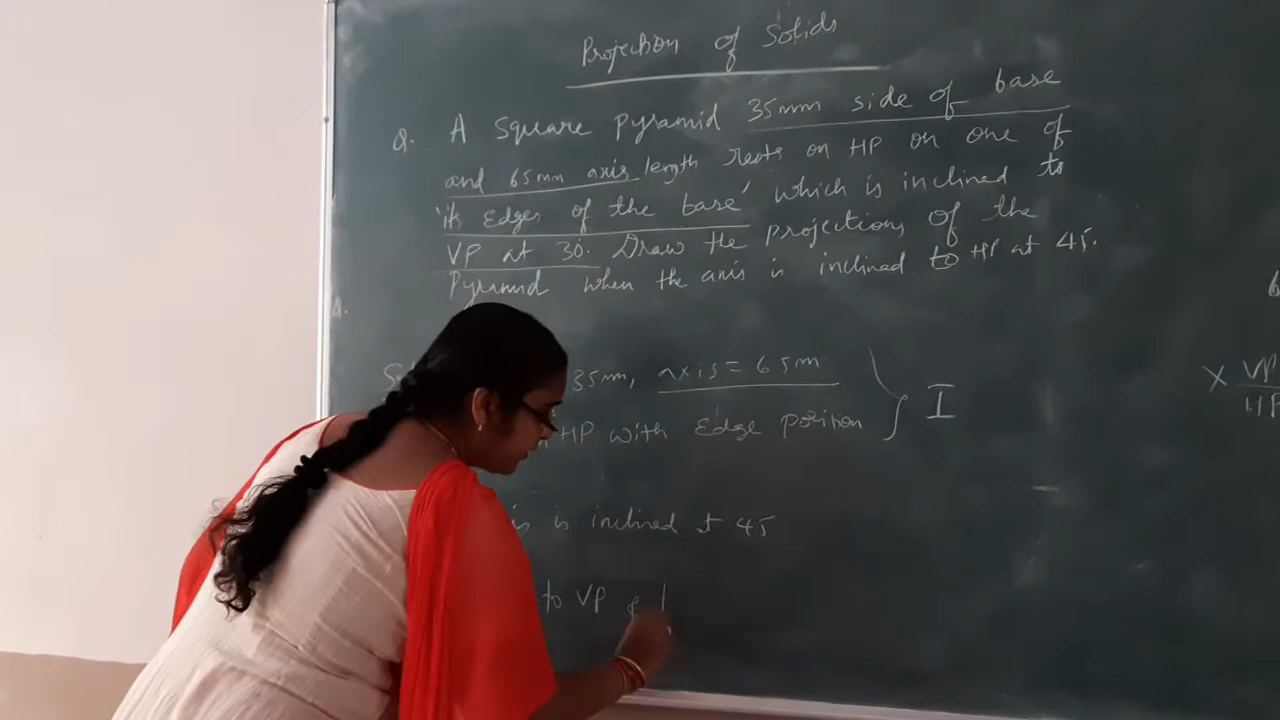 Projection of Solids
Q. A Square Pyramid 35mm side of base
and 65mm axis length rests on HP on one of
'its Edges of the base' which is inclined to
VP at 30°. Draw the projections of the
Pyramid when the axis is inclined to HP at 45.
35mm, axis = 65m
HP with Edge position } I
is inclined at 45
to VP &
X VP
HP